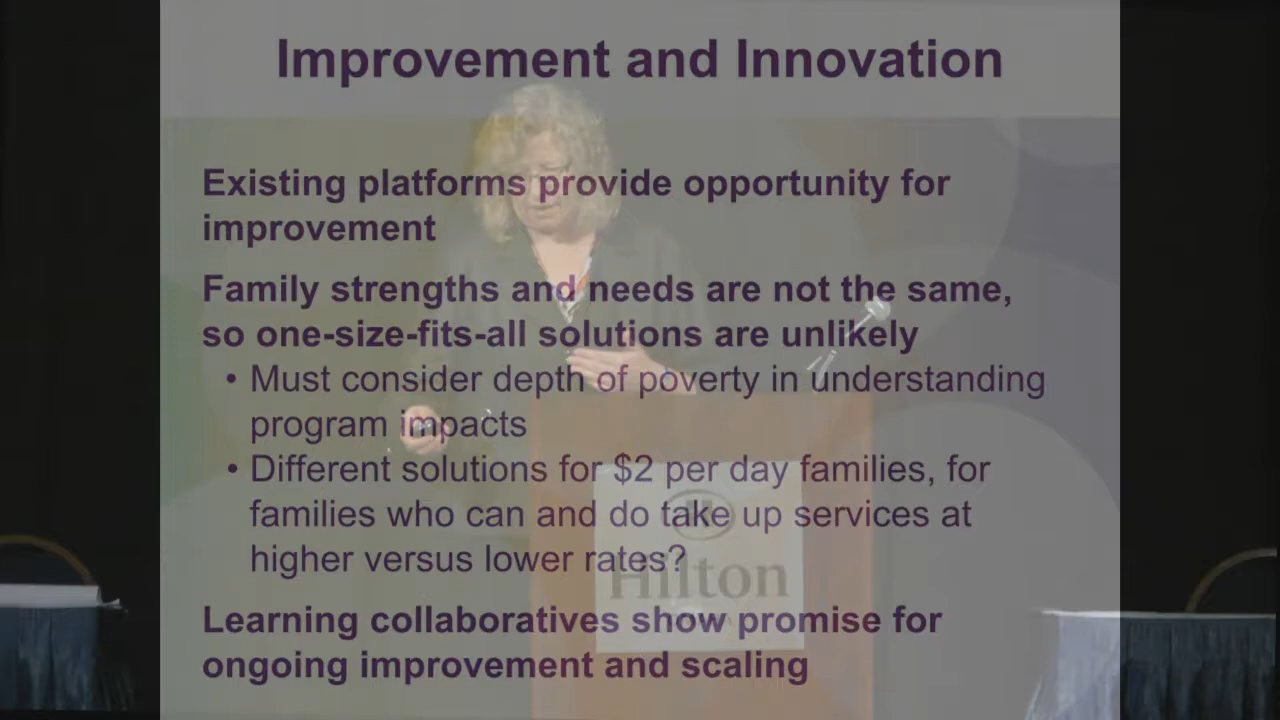 Improvement and Innovation
Existing platforms provide opportunity for
improvement
Family strengths and needs are not the same,
so one-size-fits-all solutions are unlikely
• Must consider depth of poverty in understanding
program impacts
• Different solutions for $2 per day families, for
families who can and do take up services at
higher versus lower rates?
Hilton
Learning collaboratives show promise for
ongoing improvement and scaling